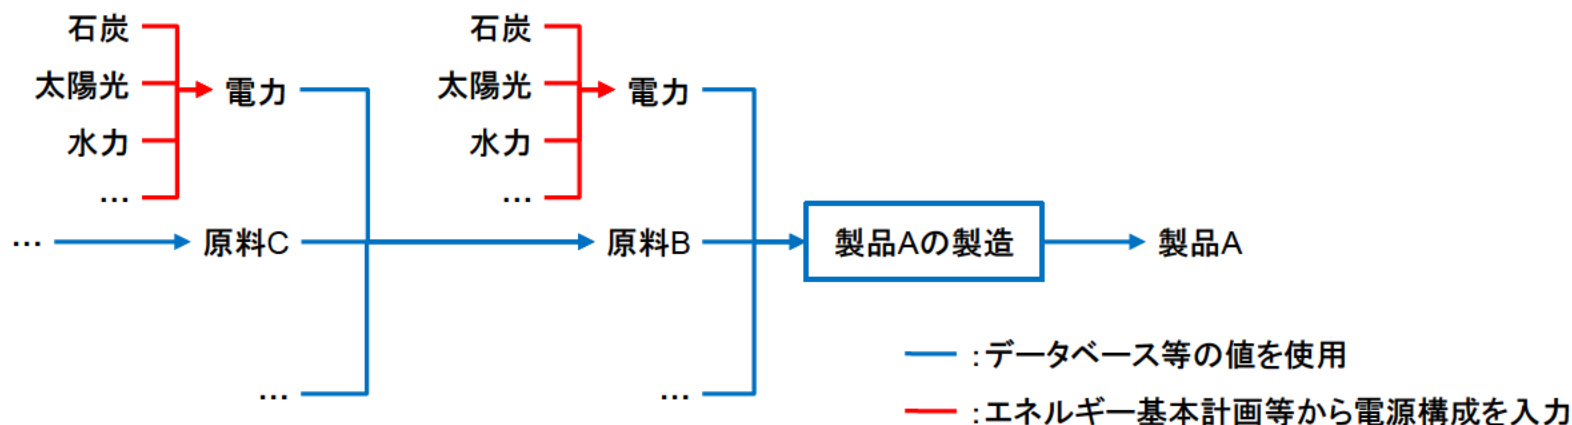 石炭
太陽光
水力
…
電力
石炭
太陽光
水力
…
電力
…
原料C
原料B
製品Aの製造
製品A
…
…
：データベース等の値を使用
：エネルギー基本計画等から電源構成を入力